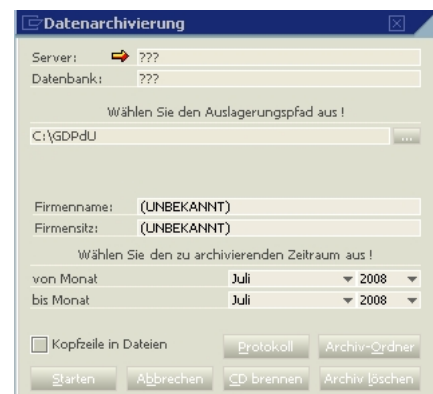 Datenarchivierung
Server: ???
Datenbank: ???
Wählen Sie den Auslagerungspfad aus !
C:\GDPdU ...
Firmenname: (UNBEKANNT)
Firmensitz: (UNBEKANNT)
Wählen Sie den zu archivierenden Zeitraum aus !
von Monat Juli 2008
bis Monat Juli 2008
Kopfzeile in Dateien Protokoll Archiv-Ordner
Starten Abbrechen CD brennen Archiv löschen